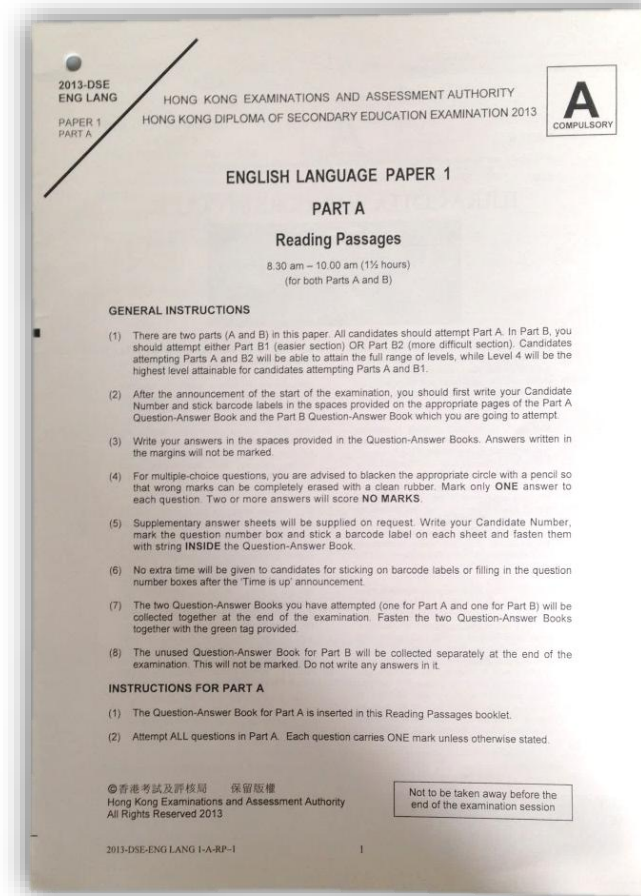 2013-DSE
ENG LANG
PAPER 1
PART A
HONG KONG EXAMINATIONS AND ASSESSMENT AUTHORITY
HONG KONG DIPLOMA OF SECONDARY EDUCATION EXAMINATION 2013
A
COMPULSORY
ENGLISH LANGUAGE PAPER 1
PART A
Reading Passages
8.30 am – 10.00 am (1½ hours)
(for both Parts A and B)
GENERAL INSTRUCTIONS
(1) There are two parts (A and B) in this paper. All candidates should attempt Part A. In Part B, you
should attempt either Part B1 (easier section) OR Part B2 (more difficult section). Candidates
attempting Parts A and B2 will be able to attain the full range of levels, while Level 4 will be the
highest level attainable for candidates attempting Parts A and B1.
(2) After the announcement of the start of the examination, you should first write your Candidate
Number and stick barcode labels in the spaces provided on the appropriate pages of the Part A
Question-Answer Book and the Part B Question-Answer Book which you are going to attempt.
(3) Write your answers in the spaces provided in the Question-Answer Books. Answers written in
the margins will not be marked.
(4) For multiple-choice questions, you are advised to blacken the appropriate circle with a pencil so
that wrong marks can be completely erased with a clean rubber. Mark only ONE answer to
each question. Two or more answers will score NO MARKS.
(5) Supplementary answer sheets will be supplied on request. Write your Candidate Number,
mark the question number box and stick a barcode label on each sheet and fasten them
with string INSIDE the Question-Answer Book.
(6) No extra time will be given to candidates for sticking on barcode labels or filling in the question
number boxes after the 'Time is up' announcement.
(7) The two Question-Answer Books you have attempted (one for Part A and one for Part B) will be
collected together at the end of the examination. Fasten the two Question-Answer Books
together with the green tag provided.
(8) The unused Question-Answer Book for Part B will be collected separately at the end of the
examination. This will not be marked. Do not write any answers in it.
INSTRUCTIONS FOR PART A
(1) The Question-Answer Book for Part A is inserted in this Reading Passages booklet.
(2) Attempt ALL questions in Part A. Each question carries ONE mark unless otherwise stated.
©香港考試及評核局 保留版權
Hong Kong Examinations and Assessment Authority
All Rights Reserved 2013
Not to be taken away before the
end of the examination session
2013-DSE-ENG LANG 1-A-RP–1
1